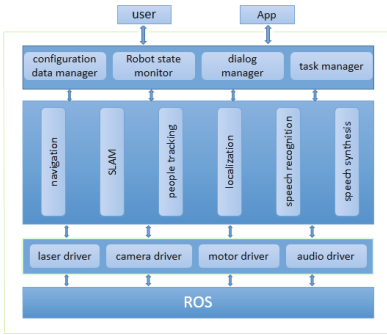 user
App
configuration
data manager
Robot state
monitor
dialog
manager
task manager
navigation
SLAM
people tracking
localization
speech recognition
speech synthesis
laser driver
camera driver
motor driver
audio driver
ROS